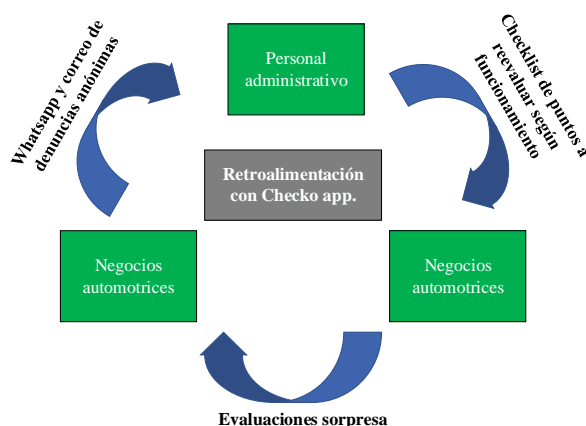 Personal
administrativo
Whatsapp y correo de
denuncias anónimas
Checklist de puntos a
reevaluar según
funcionamiento
Retroalimentación
con Checko app.
Negocios
automotrices
Negocios
automotrices
Evaluaciones sorpresa